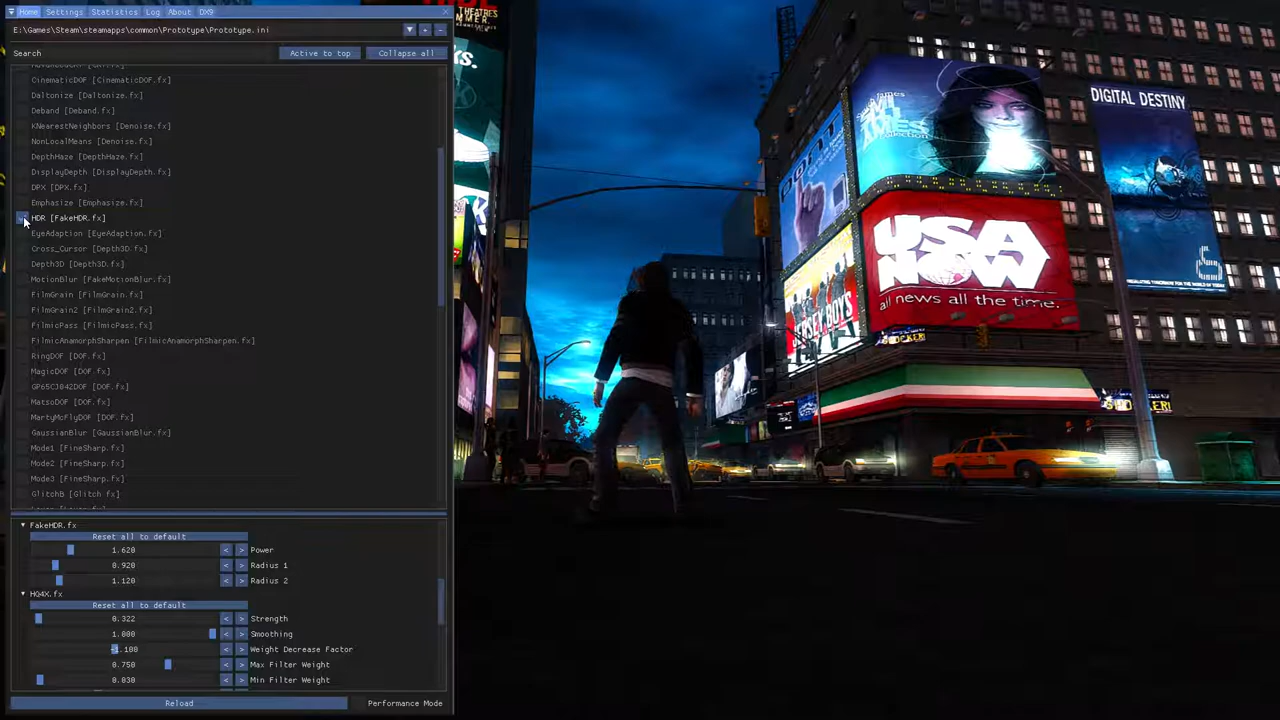 Home Settings Statistics Log About DX9
E:\Games\Steam\steamapps\common\Prototype\Prototype.ini
+ -
Search Active to top Collapse all
CinematicDOF [CinematicDOF.fx]
Daltonize [Daltonize.fx]
Deband [Deband.fx]
KNearestNeighbors [Denoise.fx]
NonLocalMeans [Denoise.fx]
DepthHaze [DepthHaze.fx]
DisplayDepth [DisplayDepth.fx]
DPX [DPX.fx]
Emphasize [Emphasize.fx]
HDR [FakeHDR.fx]
EyeAdaption [EyeAdaption.fx]
Cross_Cursor [Depth3D.fx]
Depth3D [Depth3D.fx]
MotionBlur [FakeMotionBlur.fx]
FilmGrain [FilmGrain.fx]
FilmGrain2 [FilmGrain2.fx]
FilmicPass [FilmicPass.fx]
FilmicAnamorphSharpen [FilmicAnamorphSharpen.fx]
RingDOF [DOF.fx]
MagicDOF [DOF.fx]
GP65CJ042DOF [DOF.fx]
MatsoDOF [DOF.fx]
MartyMcFlyDOF [DOF.fx]
GaussianBlur [GaussianBlur.fx]
Mode1 [FineSharp.fx]
Mode2 [FineSharp.fx]
Mode3 [FineSharp.fx]
GlitchB [Glitch.fx]
FakeHDR.fx
Reset all to default
1.620 < > Power
0.920 < > Radius 1
1.120 < > Radius 2
HQ4X.fx
Reset all to default
0.322 < > Strength
1.800 < > Smoothing
-1.100 < > Weight Decrease Factor
0.750 < > Max Filter Weight
0.030 < > Min Filter Weight
Reload Performance Mode
THEATRES
KS.
DON'T
JERSEY BOYS
Collection
USA
NOW
all news all the time.
DIGITAL DESTINY